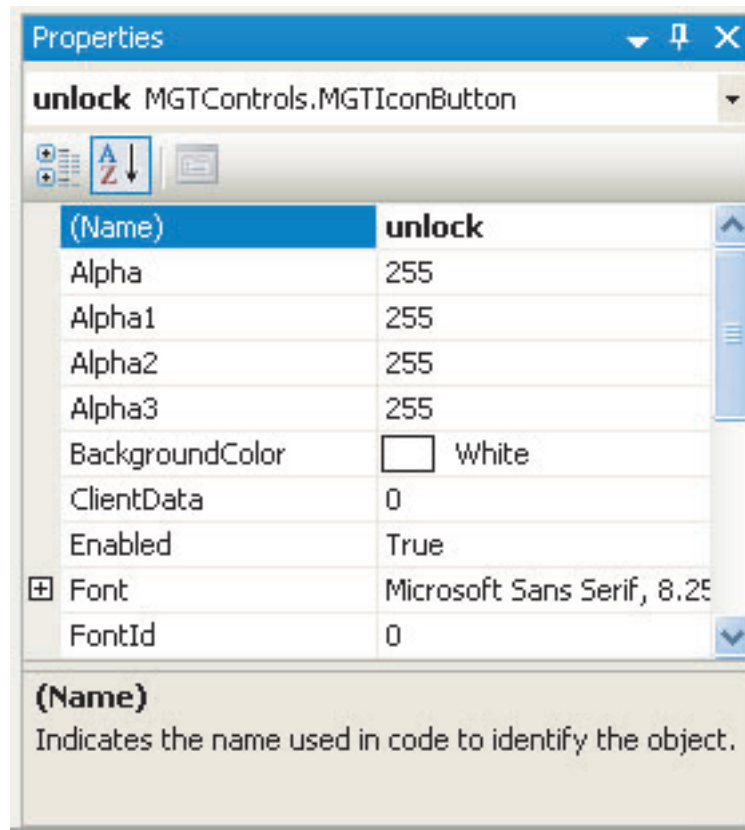 Properties
unlock MGTControls.MGTIconButton
A
Z
(Name) unlock
Alpha 255
Alpha1 255
Alpha2 255
Alpha3 255
BackgroundColor White
ClientData 0
Enabled True
Font Microsoft Sans Serif, 8.25
FontId 0
(Name)
Indicates the name used in code to identify the object.